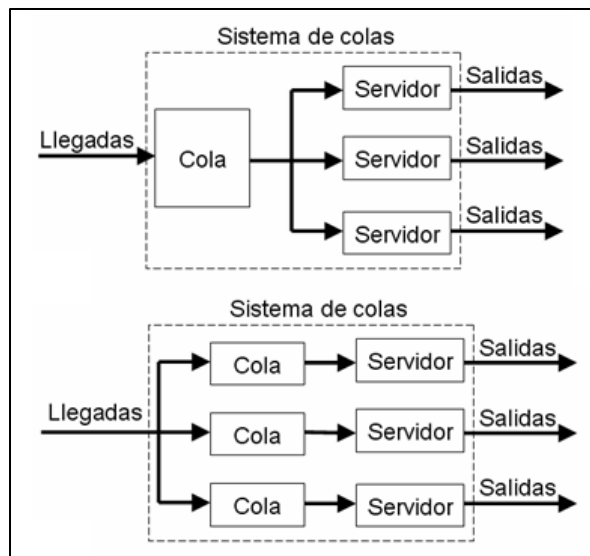 Sistema de colas
Servidor
Salidas
Llegadas
Cola
Servidor
Salidas
Servidor
Salidas
Sistema de colas
Cola
Servidor
Salidas
Llegadas
Cola
Servidor
Salidas
Cola
Servidor
Salidas